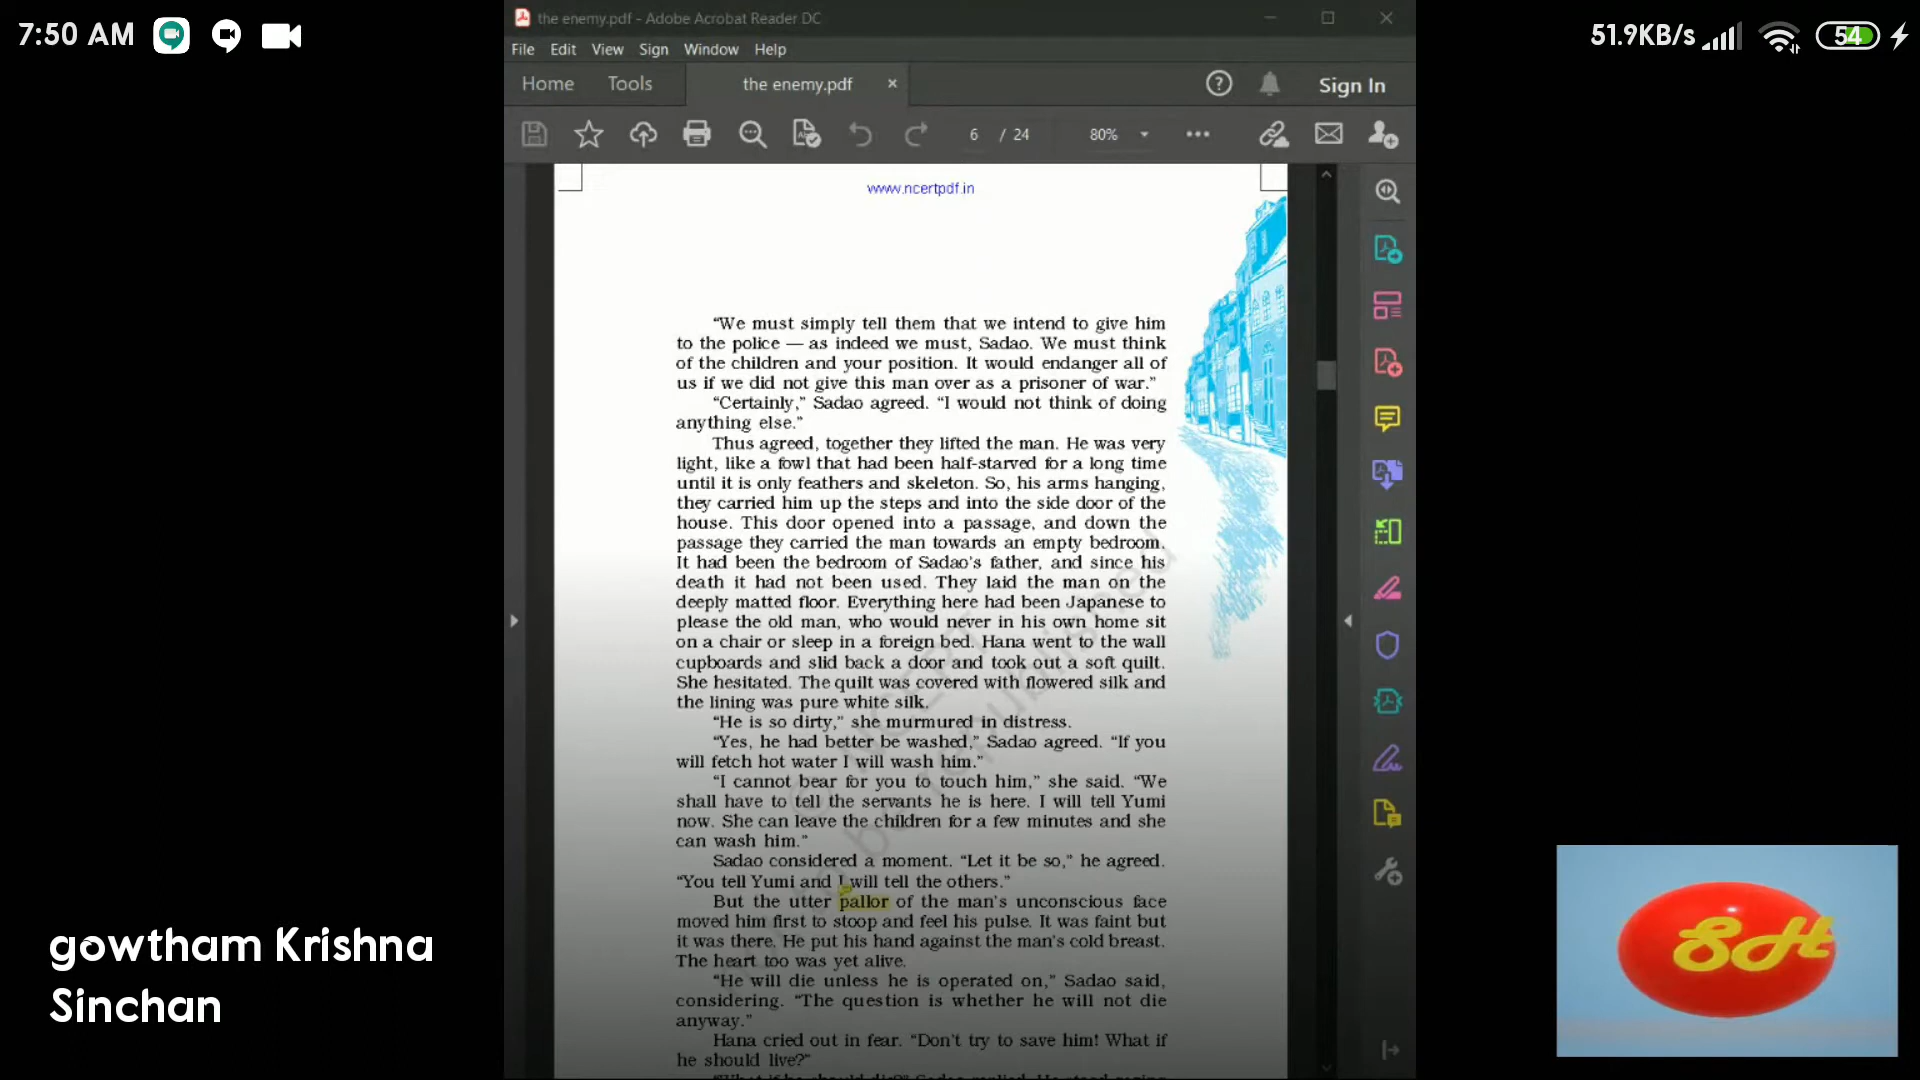 7:50 AM
51.9KB/s
54
the enemy.pdf - Adobe Acrobat Reader DC
File Edit View Sign Window Help
Home Tools the enemy.pdf × Sign In
6 / 24 80%
www.ncertpdf.in
“We must simply tell them that we intend to give him
to the police — as indeed we must, Sadao. We must think
of the children and your position. It would endanger all of
us if we did not give this man over as a prisoner of war.”
“Certainly,” Sadao agreed. “I would not think of doing
anything else.”
Thus agreed, together they lifted the man. He was very
light, like a fowl that had been half-starved for a long time
until it is only feathers and skeleton. So, his arms hanging,
they carried him up the steps and into the side door of the
house. This door opened into a passage, and down the
passage they carried the man towards an empty bedroom.
It had been the bedroom of Sadao’s father, and since his
death it had not been used. They laid the man on the
deeply matted floor. Everything here had been Japanese to
please the old man, who would never in his own home sit
on a chair or sleep in a foreign bed. Hana went to the wall
cupboards and slid back a door and took out a soft quilt.
She hesitated. The quilt was covered with flowered silk and
the lining was pure white silk.
“He is so dirty,” she murmured in distress.
“Yes, he had better be washed,” Sadao agreed. “If you
will fetch hot water I will wash him.”
“I cannot bear for you to touch him,” she said. “We
shall have to tell the servants he is here. I will tell Yumi
now. She can leave the children for a few minutes and she
can wash him.”
Sadao considered a moment. “Let it be so,” he agreed.
“You tell Yumi and I will tell the others.”
But the utter pallor of the man’s unconscious face
moved him first to stoop and feel his pulse. It was faint but
it was there. He put his hand against the man’s cold breast.
The heart too was yet alive.
“He will die unless he is operated on,” Sadao said,
considering. “The question is whether he will not die
anyway.”
Hana cried out in fear. “Don’t try to save him! What if
he should live?”
“What if he should die?” Sadao replied. He stood gazing
© NCERT
be republished
gowtham Krishna
Sinchan
SH